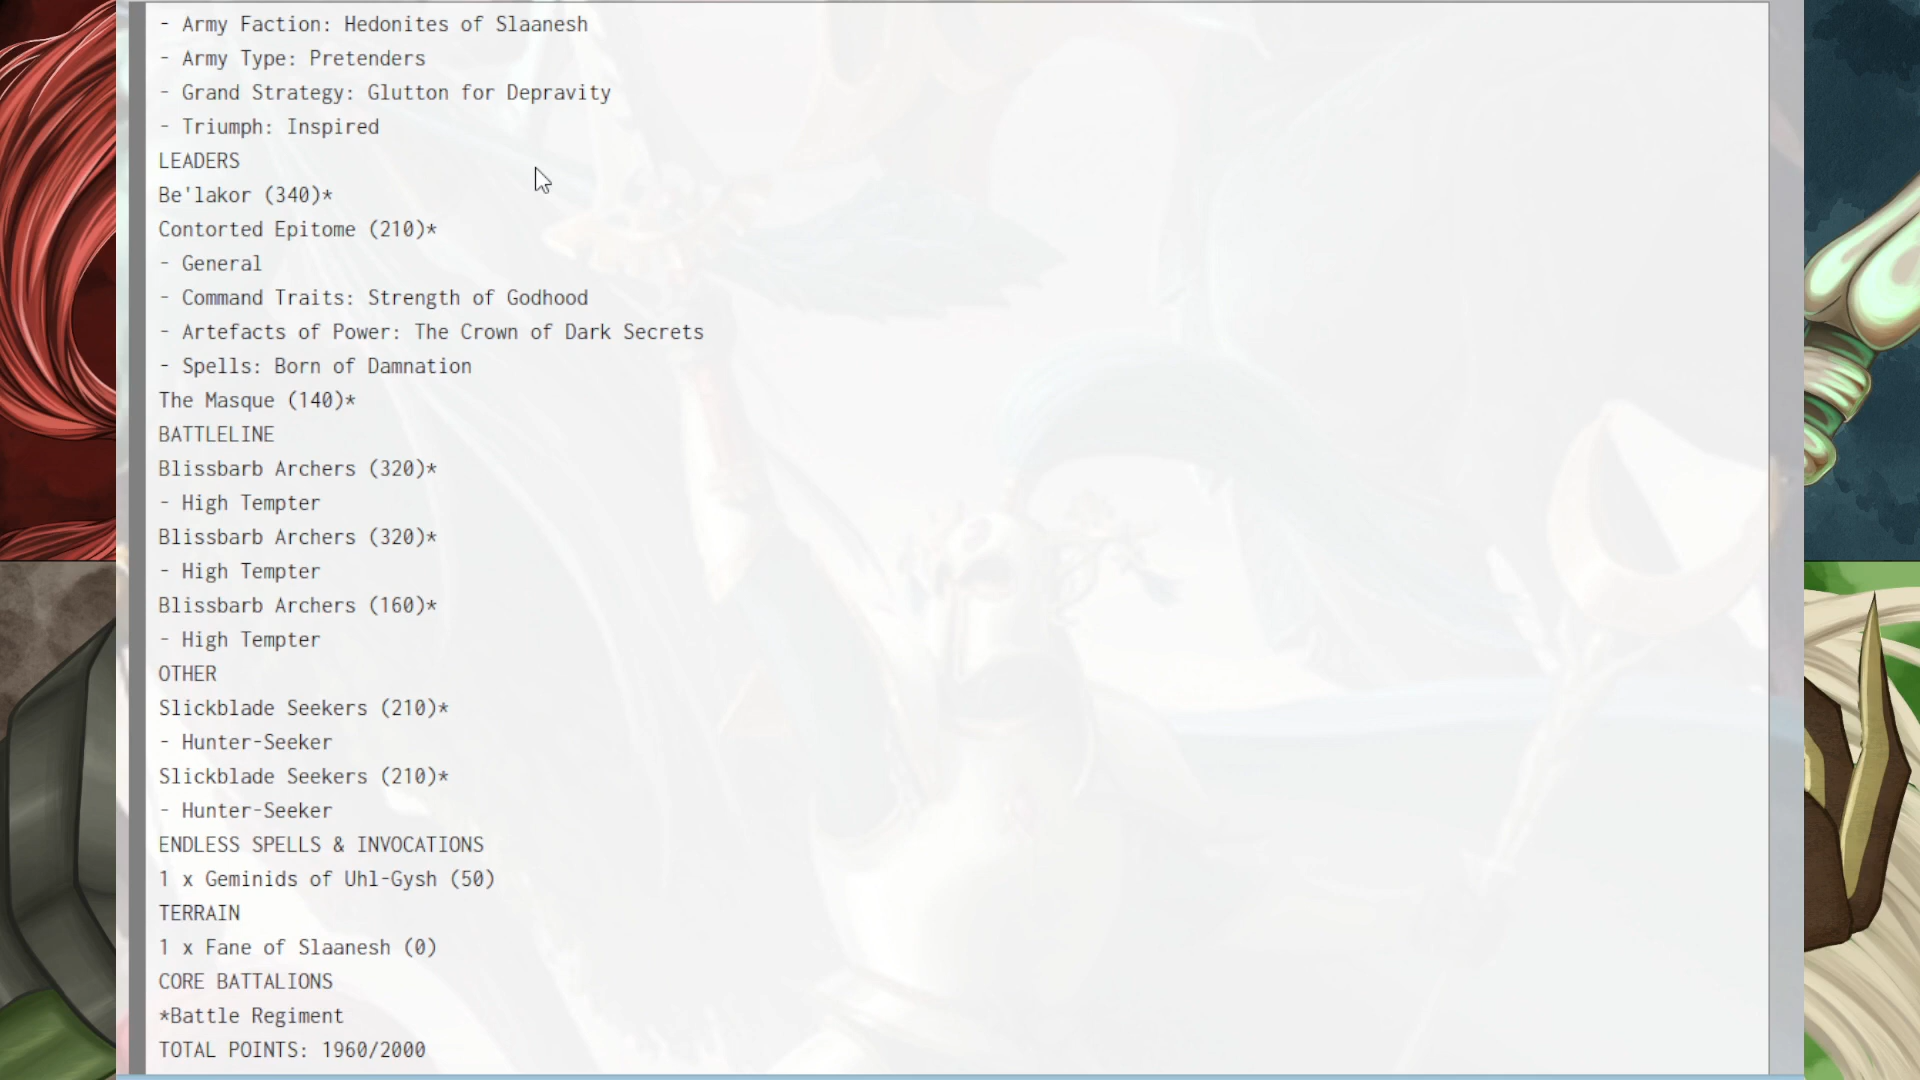 - Army Faction: Hedonites of Slaanesh
- Army Type: Pretenders
- Grand Strategy: Glutton for Depravity
- Triumph: Inspired
LEADERS
Be'lakor (340)*
Contorted Epitome (210)*
- General
- Command Traits: Strength of Godhood
- Artefacts of Power: The Crown of Dark Secrets
- Spells: Born of Damnation
The Masque (140)*
BATTLELINE
Blissbarb Archers (320)*
- High Tempter
Blissbarb Archers (320)*
- High Tempter
Blissbarb Archers (160)*
- High Tempter
OTHER
Slickblade Seekers (210)*
- Hunter-Seeker
Slickblade Seekers (210)*
- Hunter-Seeker
ENDLESS SPELLS & INVOCATIONS
1 x Geminids of Uhl-Gysh (50)
TERRAIN
1 x Fane of Slaanesh (0)
CORE BATTALIONS
*Battle Regiment
TOTAL POINTS: 1960/2000